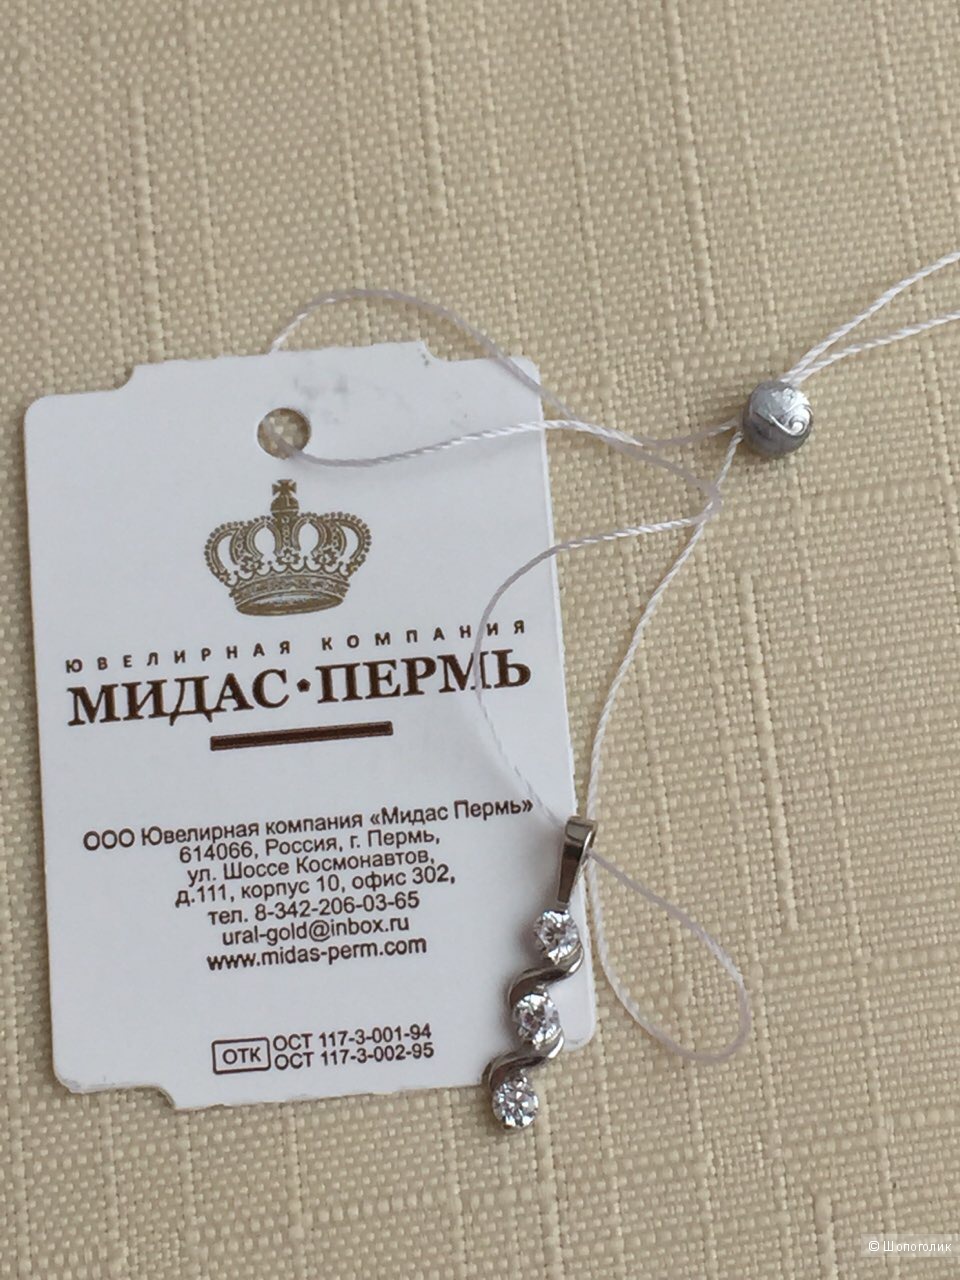 ЮВЕЛИРНАЯ КОМПАНИЯ
МИДАС·ПЕРМЬ
ООО Ювелирная компания «Мидас Пермь»
614066, Россия, г. Пермь,
ул. Шоссе Космонавтов,
д.111, корпус 10, офис 302,
тел. 8-342-206-03-65
ural-gold@inbox.ru
www.midas-perm.com
ОТК ОСТ 117-3-001-94
ОСТ 117-3-002-95
© Шопоголик